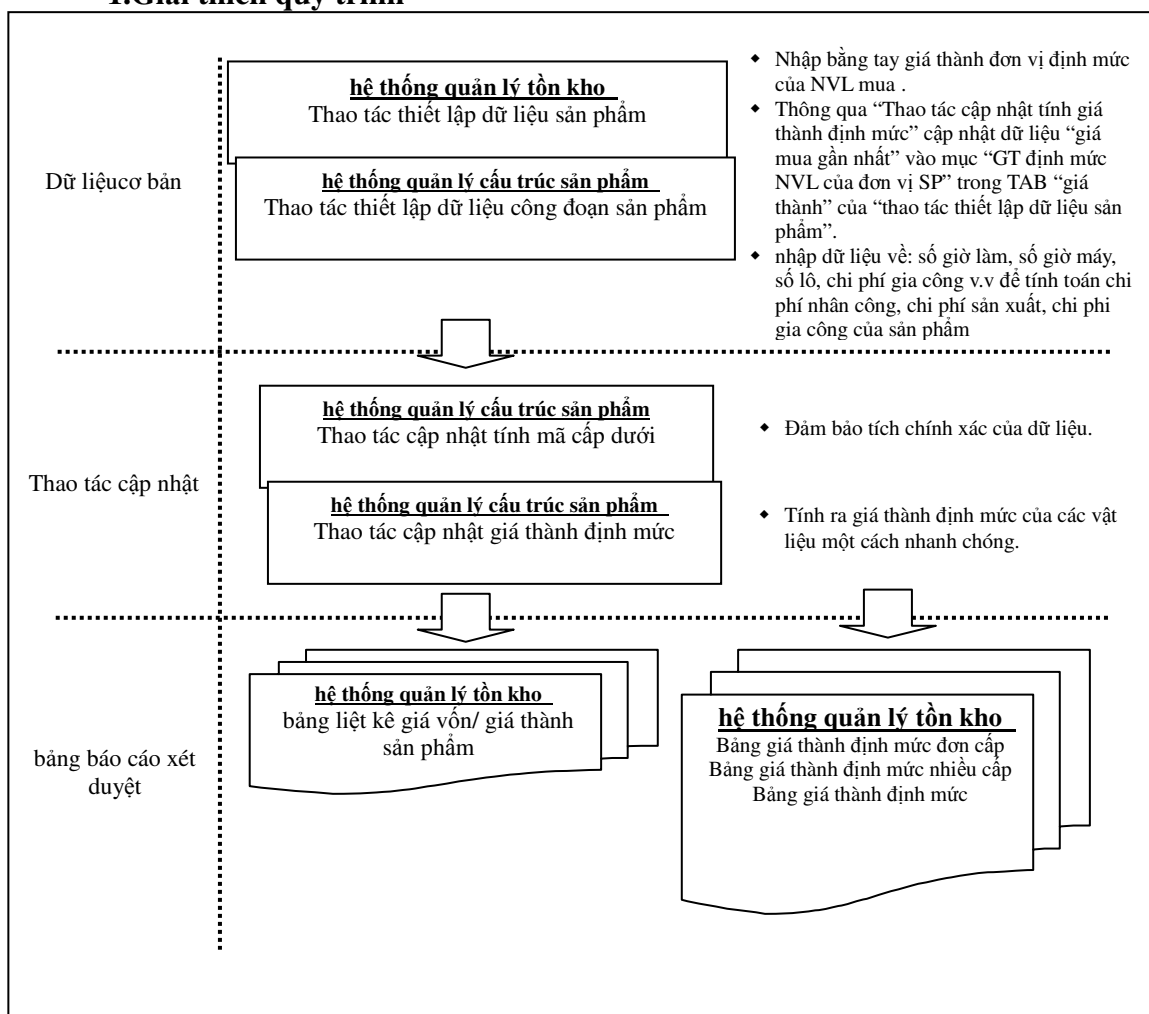 1.Giải thích quy trình
hệ thống quản lý tồn kho
Thao tác thiết lập dữ liệu sản phẩm
hệ thống quản lý cấu trúc sản phẩm
Thao tác thiết lập dữ liệu công đoạn sản phẩm
Dữ liệucơ bản
◆ Nhập bằng tay giá thành đơn vị định mức
của NVL mua .
◆ Thông qua “Thao tác cập nhật tính giá
thành định mức” cập nhật dữ liệu “giá
mua gần nhất” vào mục “GT định mức
NVL của đơn vị SP” trong TAB “giá
thành” của “thao tác thiết lập dữ liệu sản
phẩm”.
◆ nhập dữ liệu về: số giờ làm, số giờ máy,
số lô, chi phí gia công v.v để tính toán chi
phí nhân công, chi phí sản xuất, chi phi
gia công của sản phẩm
hệ thống quản lý cấu trúc sản phẩm
Thao tác cập nhật tính mã cấp dưới
Thao tác cập nhật
hệ thống quản lý cấu trúc sản phẩm
Thao tác cập nhật giá thành định mức
◆ Đảm bảo tích chính xác của dữ liệu.
◆ Tính ra giá thành định mức của các vật
liệu một cách nhanh chóng.
bảng báo cáo xét
duyệt
hệ thống quản lý tồn kho
bảng liệt kê giá vốn/ giá thành
sản phẩm
hệ thống quản lý tồn kho
Bảng giá thành định mức đơn cấp
Bảng giá thành định mức nhiều cấp
Bảng giá thành định mức